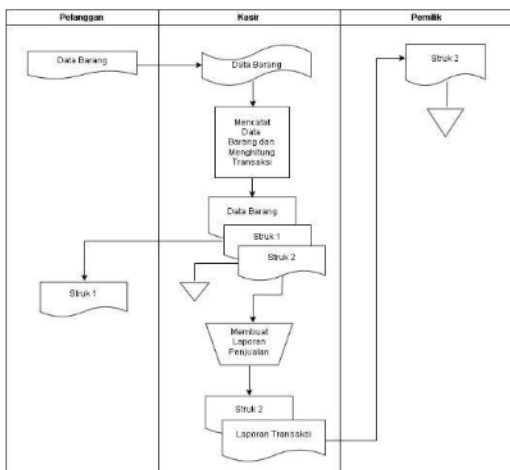 Pelanggan
Kasir
Pemilik
Data Barang
Data Barang
Struk 2
Mencatat
Data
Barang dan
Menghitung
Transaksi
Data Barang
Struk 1
Struk 2
Struk 1
Membuat
Laporan
Penjualan
Struk 2
Laporan Transaksi